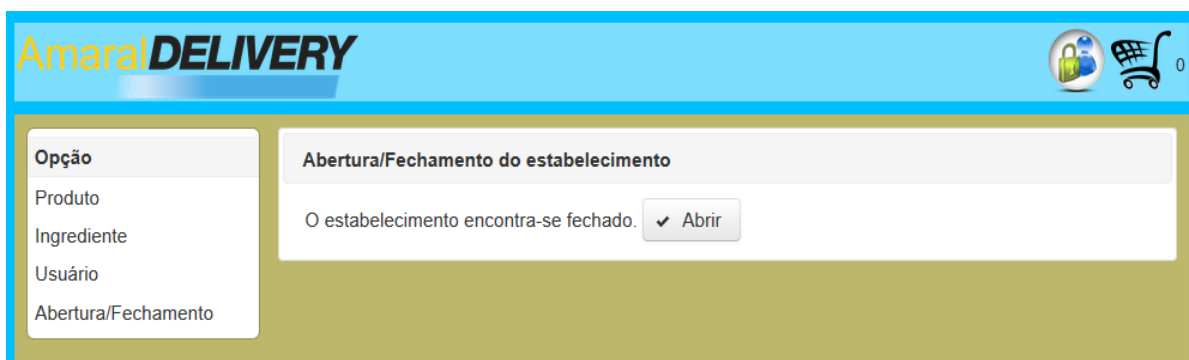 AmaralDELIVERY
0
Opção
Produto
Ingrediente
Usuário
Abertura/Fechamento
Abertura/Fechamento do estabelecimento
O estabelecimento encontra-se fechado. Abrir